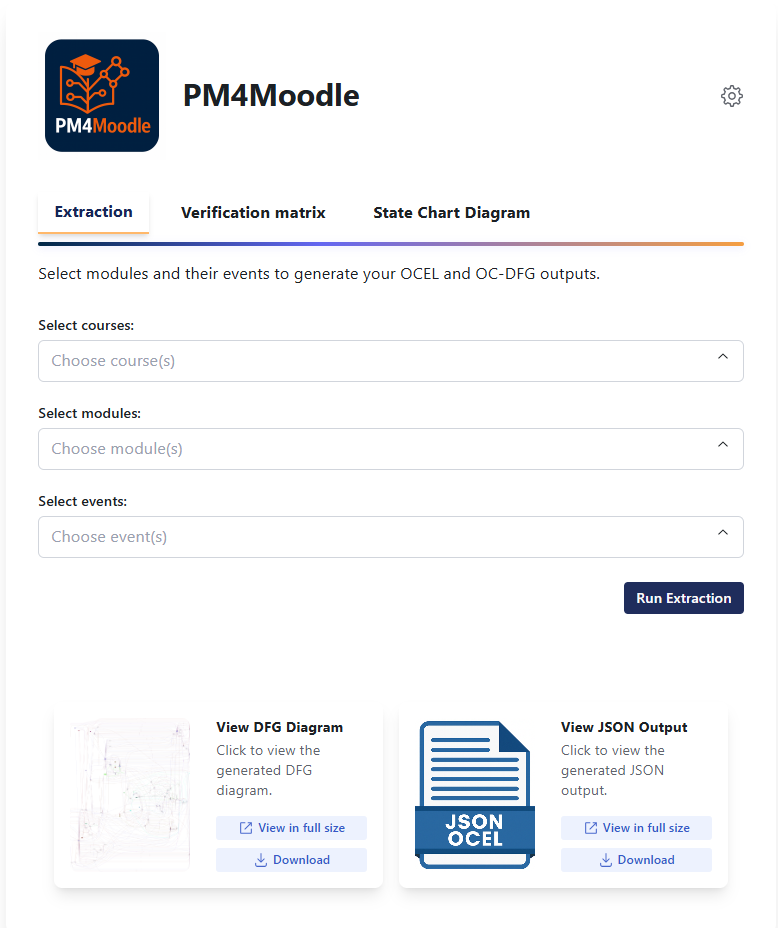 PM4Moodle
PM4Moodle
Extraction
Verification matrix
State Chart Diagram
Select modules and their events to generate your OCEL and OC-DFG outputs.
Select courses:
Choose course(s)
Select modules:
Choose module(s)
Select events:
Choose event(s)
Run Extraction
View DFG Diagram
Click to view the
generated DFG
diagram.
View in full size
Download
JSON
OCEL
View JSON Output
Click to view the
generated JSON
output.
View in full size
Download